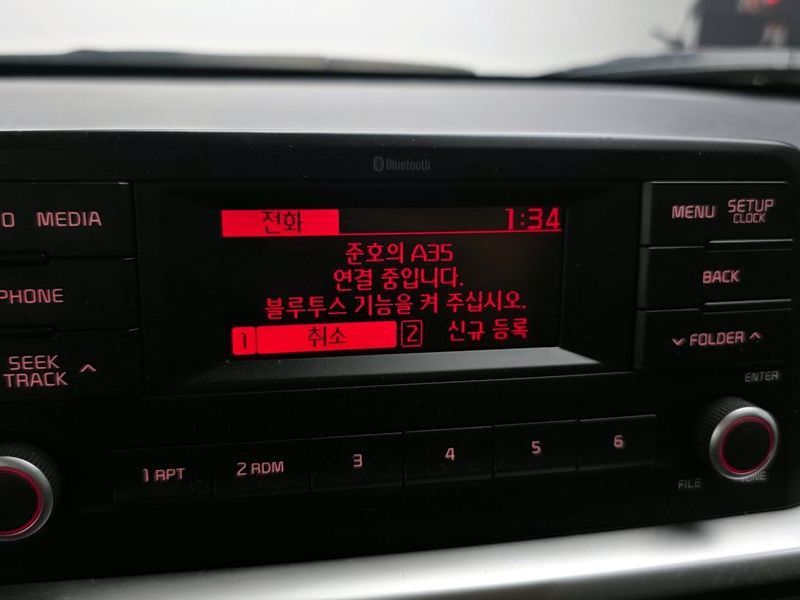 Bluetooth
MEDIA
PHONE
SEEK
TRACK
전화 1:34
준호의 A35
연결 중입니다.
블루투스 기능을 켜 주십시오.
1 취소 2 신규 등록
MENU SETUP
CLOCK
BACK
FOLDER
ENTER
1 RPT 2 RDM 3 4 5 6
FILE TUNE